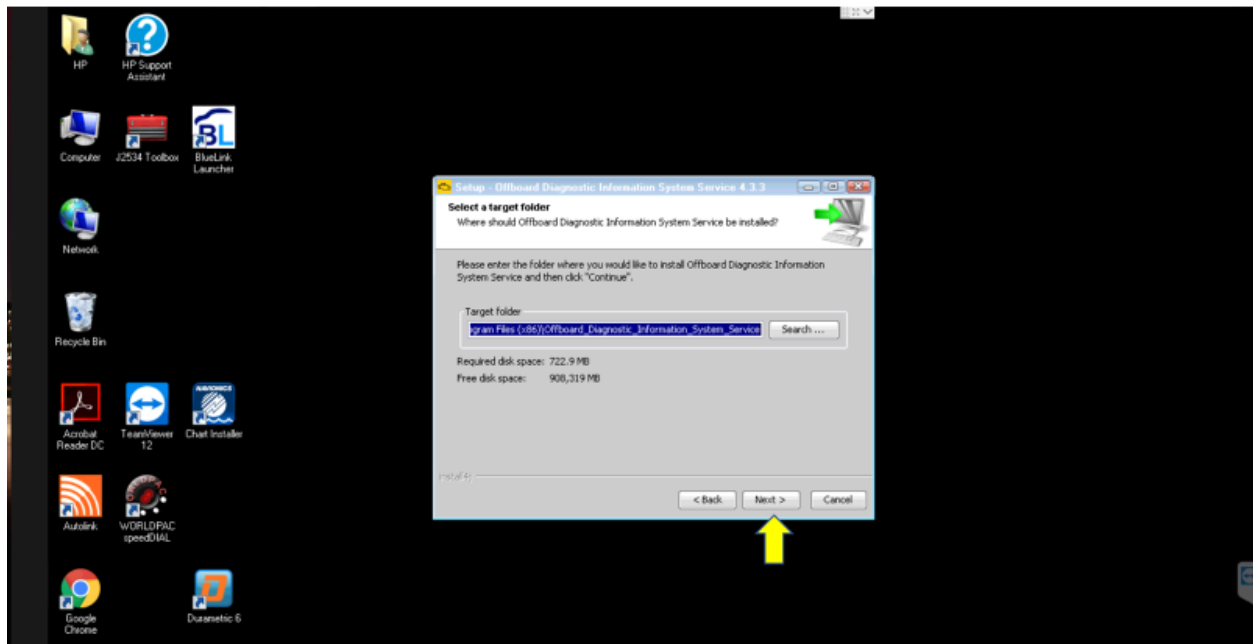 HP
HP Support
Assistant
Computer
J2534 Toolbox
BL
BlueLink
Launcher
Network
Recycle Bin
Acrobat
Reader DC
TeamViewer
12
NAVIONICS
Chart Installer
Autolink
WORLDPAC
speedDIAL
Google
Chrome
Durametric 6
Setup - Offboard Diagnostic Information System Service 4.3.3
Select a target folder
Where should Offboard Diagnostic Information System Service be installed?
Please enter the folder where you would like to install Offboard Diagnostic Information
System Service and then click "Continue".
Target folder
ogram Files (x86)\Offboard_Diagnostic_Information_System_Service
Search ...
Required disk space: 722.9 MB
Free disk space: 908,319 MB
install4j
< Back
Next >
Cancel